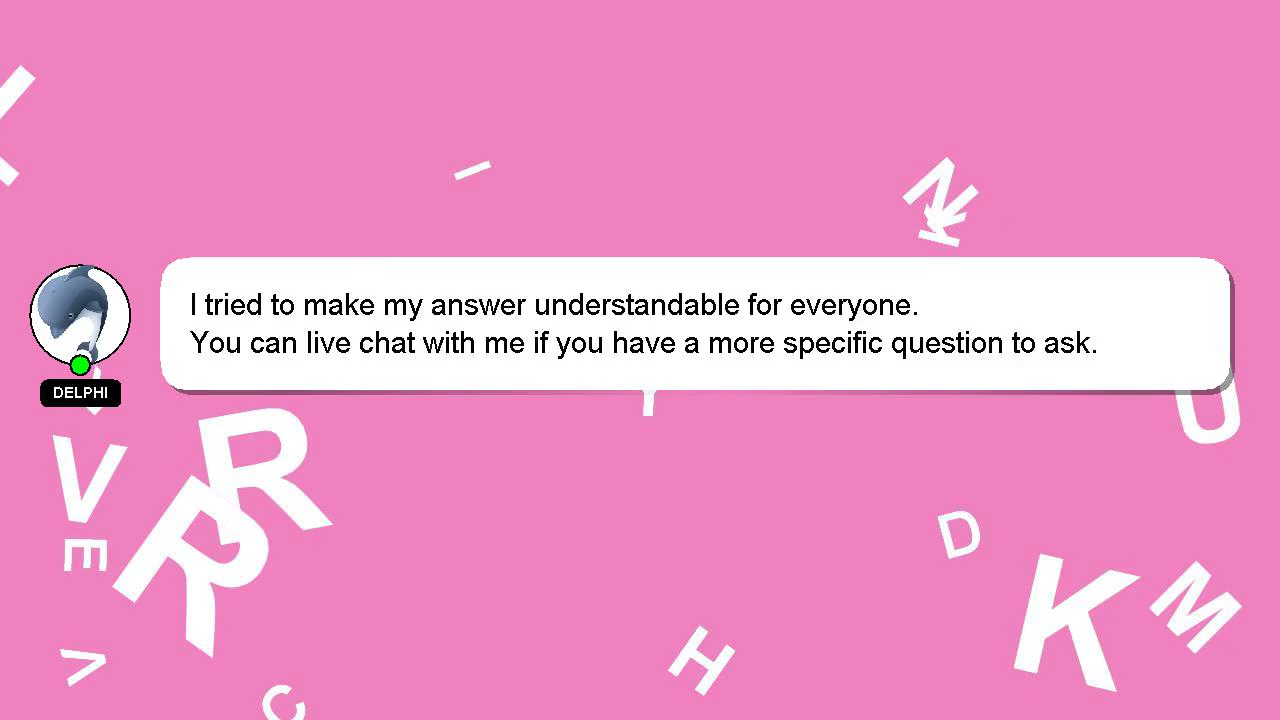 I
N
K
I tried to make my answer understandable for everyone.
You can live chat with me if you have a more specific question to ask.
DELPHI
U
V
R
R
E
D
K
M
V
H
C